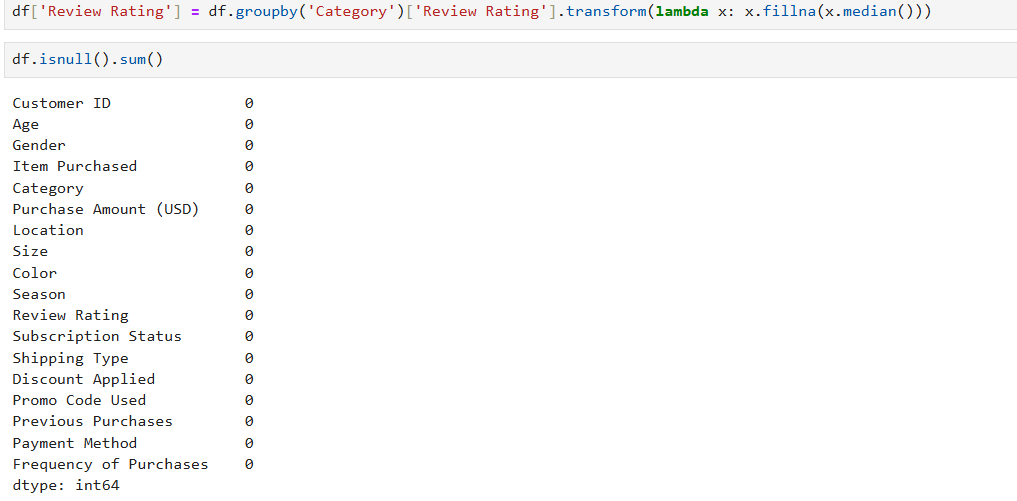 df['Review Rating'] = df.groupby('Category')['Review Rating'].transform(lambda x: x.fillna(x.median()))
df.isnull().sum()
Customer ID 0
Age 0
Gender 0
Item Purchased 0
Category 0
Purchase Amount (USD) 0
Location 0
Size 0
Color 0
Season 0
Review Rating 0
Subscription Status 0
Shipping Type 0
Discount Applied 0
Promo Code Used 0
Previous Purchases 0
Payment Method 0
Frequency of Purchases 0
dtype: int64